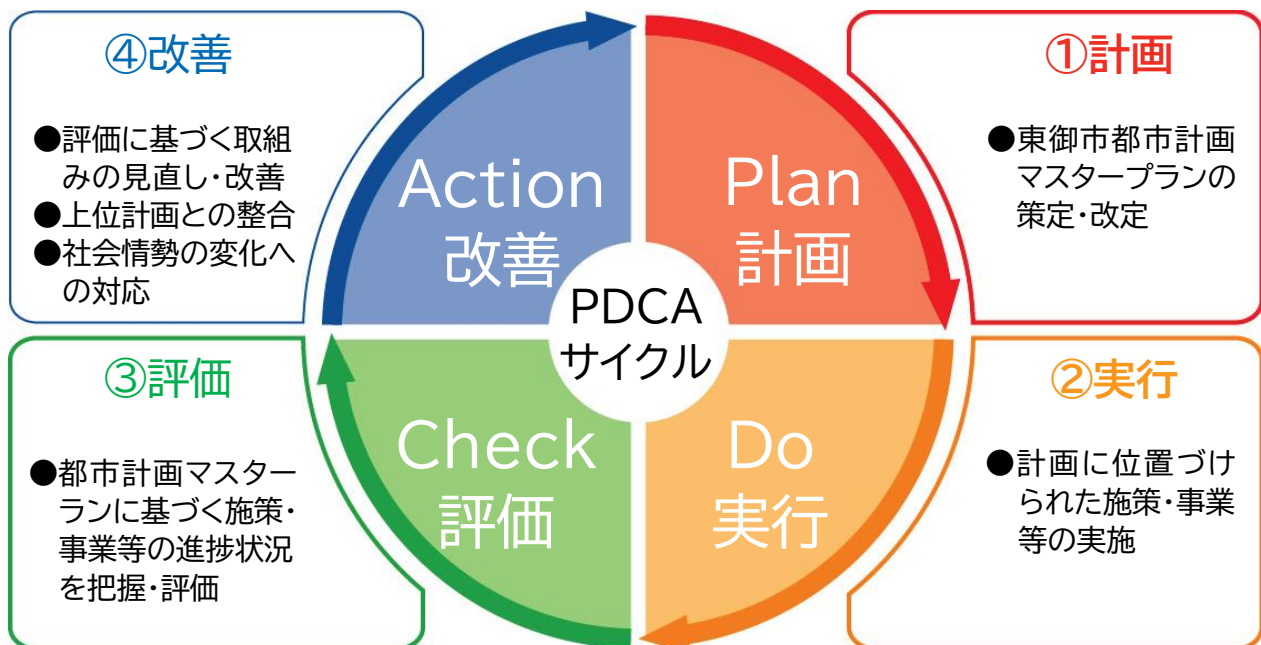 ④改善
●評価に基づく取組
みの見直し・改善
●上位計画との整合
●社会情勢の変化へ
の対応
①計画
●東御市都市計画
マスタープランの
策定・改定
Action
改善
Plan
計画
PDCA
サイクル
③評価
●都市計画マスター
ランに基づく施策・
事業等の進捗状況
を把握・評価
Check
評価
Do
実行
②実行
●計画に位置づけ
られた施策・事業
等の実施